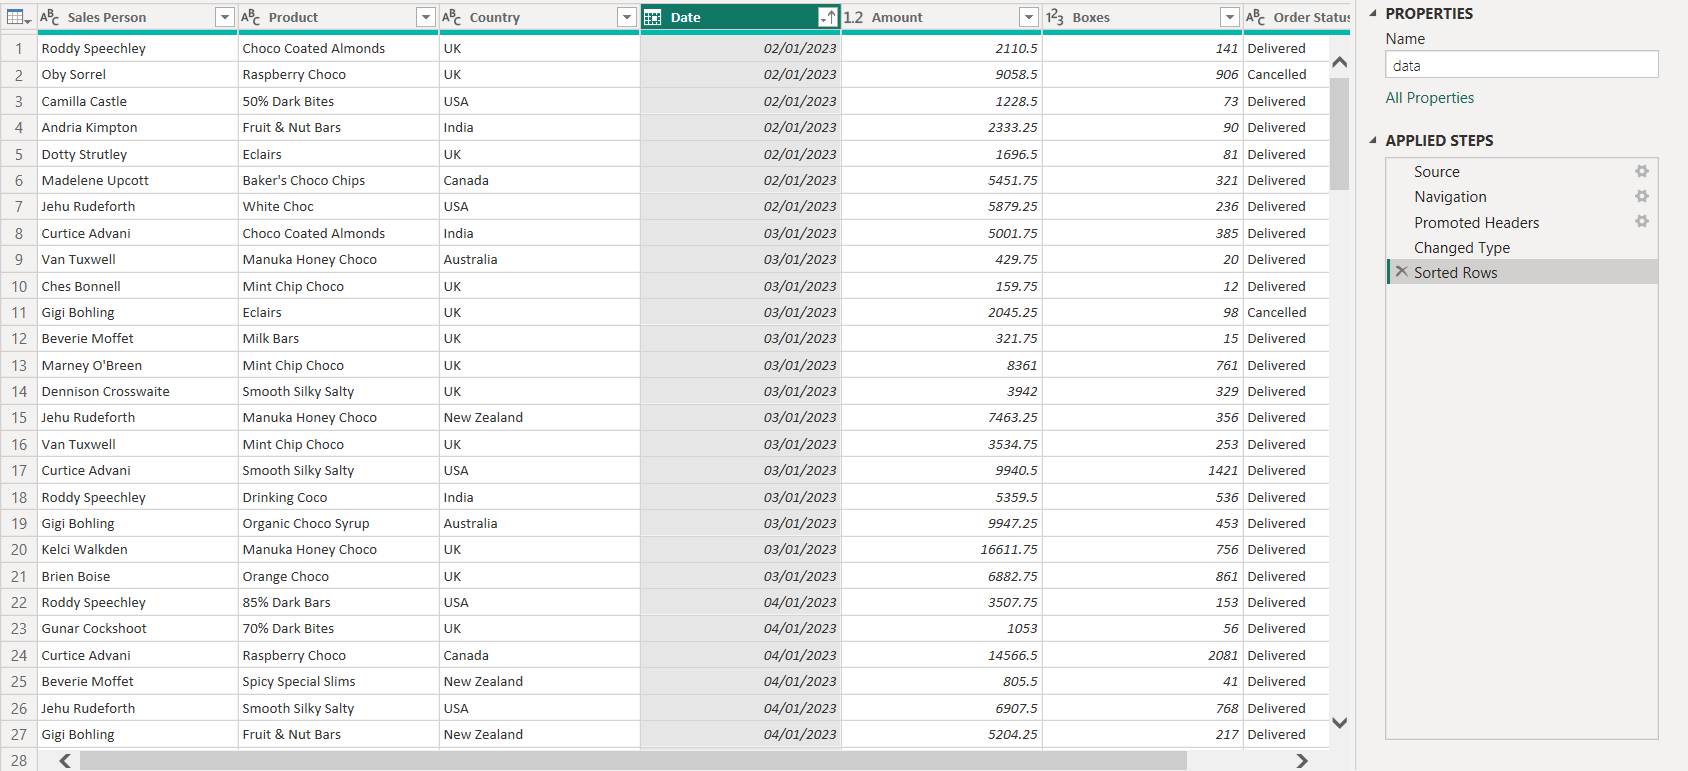 ABC Sales Person ABC Product ABC Country Date 1.2 Amount 123 Boxes ABC Order Status
1 Roddy Speechley Choco Coated Almonds UK 02/01/2023 2110.5 141 Delivered
2 Oby Sorrel Raspberry Choco UK 02/01/2023 9058.5 906 Cancelled
3 Camilla Castle 50% Dark Bites USA 02/01/2023 1228.5 73 Delivered
4 Andria Kimpton Fruit & Nut Bars India 02/01/2023 2333.25 90 Delivered
5 Dotty Strutley Eclairs UK 02/01/2023 1696.5 81 Delivered
6 Madelene Upcott Baker's Choco Chips Canada 02/01/2023 5451.75 321 Delivered
7 Jehu Rudeforth White Choc USA 02/01/2023 5879.25 236 Delivered
8 Curtice Advani Choco Coated Almonds India 03/01/2023 5001.75 385 Delivered
9 Van Tuxwell Manuka Honey Choco Australia 03/01/2023 429.75 20 Delivered
10 Ches Bonnell Mint Chip Choco UK 03/01/2023 159.75 12 Delivered
11 Gigi Bohling Eclairs UK 03/01/2023 2045.25 98 Cancelled
12 Beverie Moffet Milk Bars UK 03/01/2023 321.75 15 Delivered
13 Marney O'Breen Mint Chip Choco UK 03/01/2023 8361 761 Delivered
14 Dennison Crosswaite Smooth Silky Salty UK 03/01/2023 3942 329 Delivered
15 Jehu Rudeforth Manuka Honey Choco New Zealand 03/01/2023 7463.25 356 Delivered
16 Van Tuxwell Mint Chip Choco UK 03/01/2023 3534.75 253 Delivered
17 Curtice Advani Smooth Silky Salty USA 03/01/2023 9940.5 1421 Delivered
18 Roddy Speechley Drinking Coco India 03/01/2023 5359.5 536 Delivered
19 Gigi Bohling Organic Choco Syrup Australia 03/01/2023 9947.25 453 Delivered
20 Kelci Walkden Manuka Honey Choco UK 03/01/2023 16611.75 756 Delivered
21 Brien Boise Orange Choco UK 03/01/2023 6882.75 861 Delivered
22 Roddy Speechley 85% Dark Bars USA 04/01/2023 3507.75 153 Delivered
23 Gunar Cockshoot 70% Dark Bites UK 04/01/2023 1053 56 Delivered
24 Curtice Advani Raspberry Choco Canada 04/01/2023 14566.5 2081 Delivered
25 Beverie Moffet Spicy Special Slims New Zealand 04/01/2023 805.5 41 Delivered
26 Jehu Rudeforth Smooth Silky Salty USA 04/01/2023 6907.5 768 Delivered
27 Gigi Bohling Fruit & Nut Bars New Zealand 04/01/2023 5204.25 217 Delivered
28
PROPERTIES
Name
data
All Properties
APPLIED STEPS
Source
Navigation
Promoted Headers
Changed Type
Sorted Rows